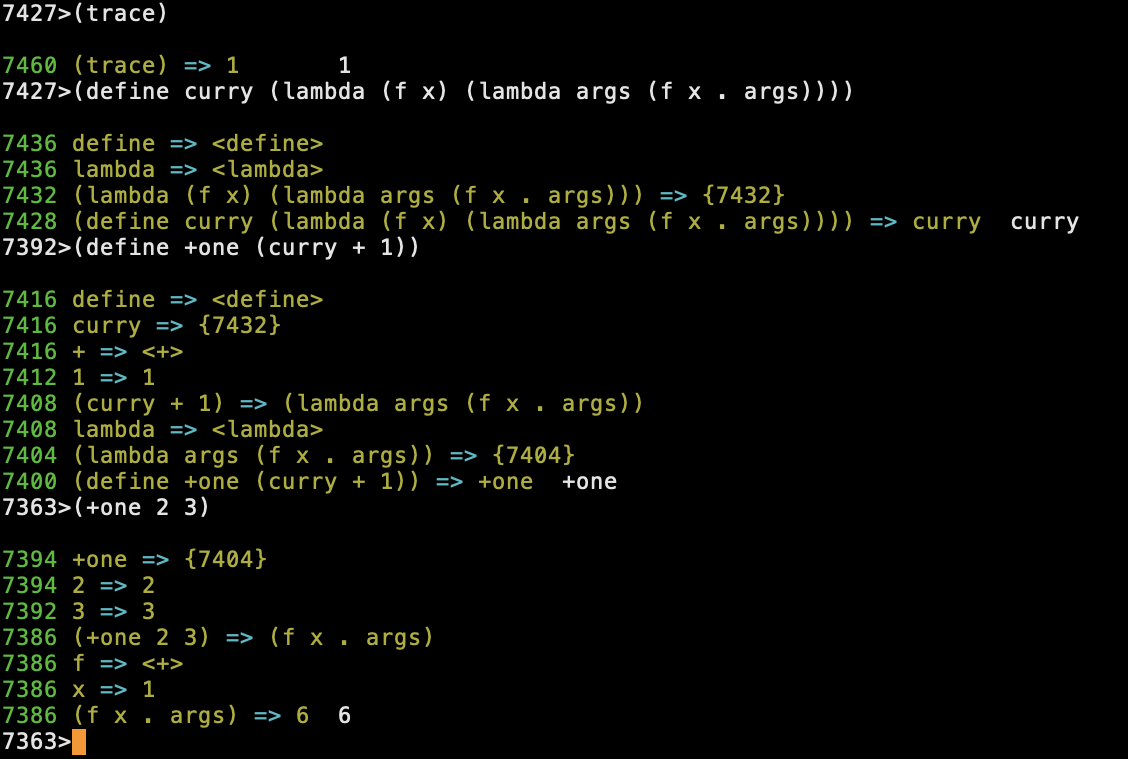 7427>(trace)
7460 (trace) => 1 1
7427>(define curry (lambda (f x) (lambda args (f x . args))))
7436 define => <define>
7436 lambda => <lambda>
7432 (lambda (f x) (lambda args (f x . args))) => {7432}
7428 (define curry (lambda (f x) (lambda args (f x . args)))) => curry curry
7392>(define +one (curry + 1))
7416 define => <define>
7416 curry => {7432}
7416 + => <+>
7412 1 => 1
7408 (curry + 1) => (lambda args (f x . args))
7408 lambda => <lambda>
7404 (lambda args (f x . args)) => {7404}
7400 (define +one (curry + 1)) => +one +one
7363>(+one 2 3)
7394 +one => {7404}
7394 2 => 2
7392 3 => 3
7386 (+one 2 3) => (f x . args)
7386 f => <+>
7386 x => 1
7386 (f x . args) => 6 6
7363>